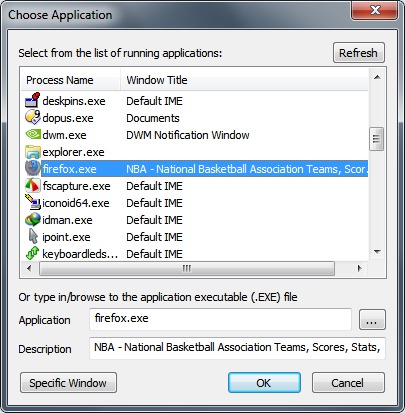 Choose Application
Select from the list of running applications:
Refresh
Process Name Window Title
deskpins.exe Default IME
dopus.exe Documents
dwm.exe DWM Notification Window
explorer.exe
firefox.exe NBA - National Basketball Association Teams, Scor...
fscapture.exe Default IME
iconoid64.exe Default IME
idman.exe Default IME
ipoint.exe Default IME
keyboardleds.... Default IME
Or type in/browse to the application executable (.EXE) file
Application firefox.exe ...
Description NBA - National Basketball Association Teams, Scores, Stats,
Specific Window OK Cancel